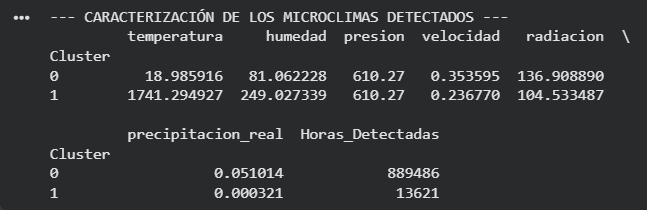 ••• --- CARACTERIZACIÓN DE LOS MICROCLIMAS DETECTADOS ---
temperatura humedad presion velocidad radiacion \
Cluster
0 18.985916 81.062228 610.27 0.353595 136.908890
1 1741.294927 249.027339 610.27 0.236770 104.533487
precipitacion_real Horas_Detectadas
Cluster
0 0.051014 889486
1 0.000321 13621